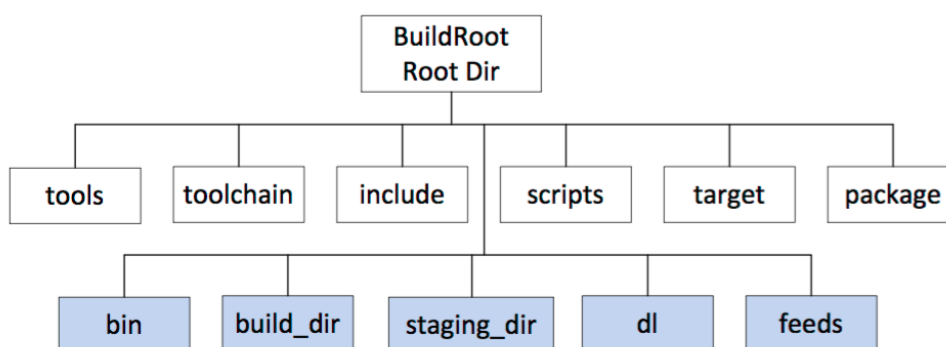 BuildRoot
Root Dir
tools toolchain include scripts target package
bin build_dir staging_dir dl feeds